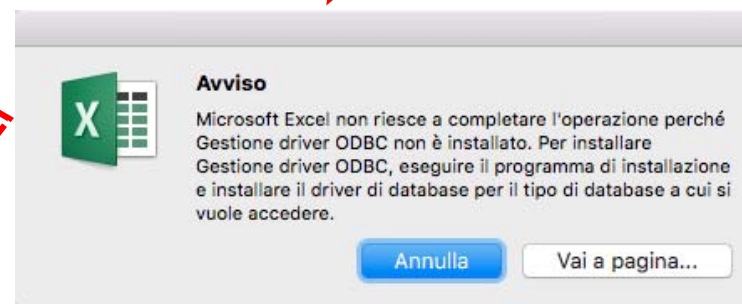 Avviso
Microsoft Excel non riesce a completare l'operazione perché
Gestione driver ODBC non è installato. Per installare
Gestione driver ODBC, eseguire il programma di installazione
e installare il driver di database per il tipo di database a cui si
vuole accedere.
Annulla Vai a pagina...